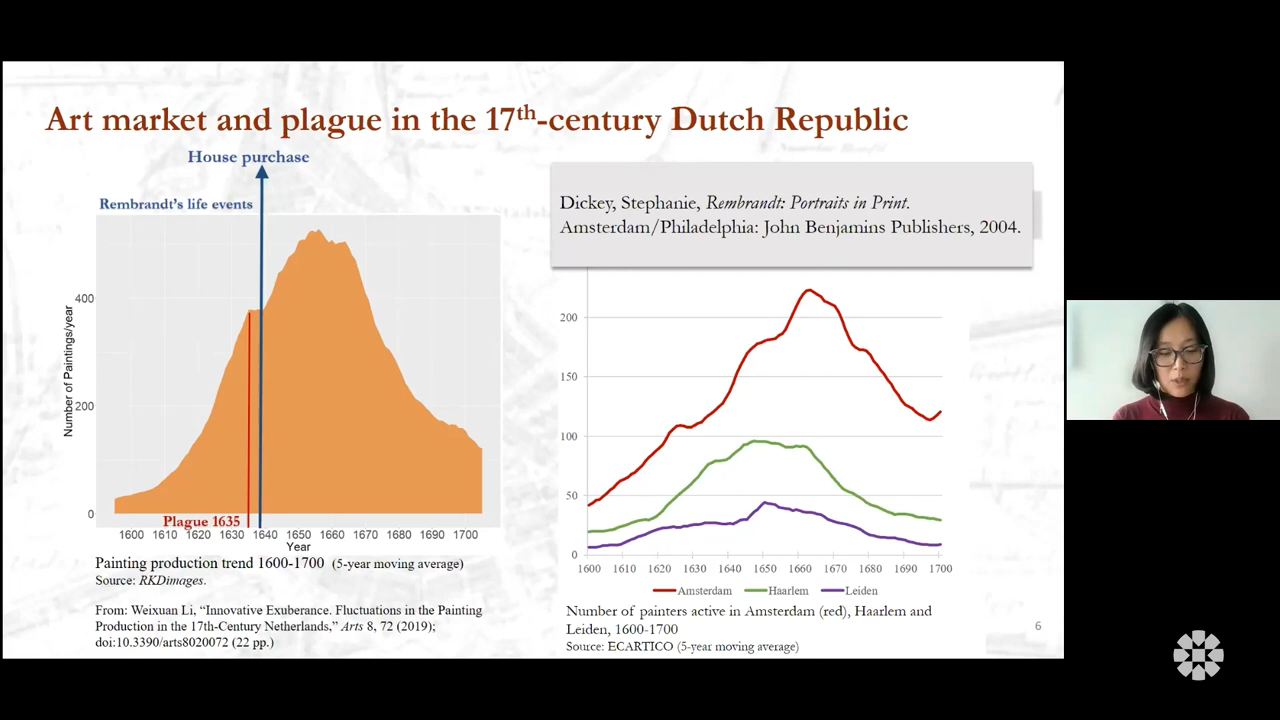 Art market and plague in the 17th-century Dutch Republic
House purchase
Rembrandt's life events
Number of Paintings/year
400
200
0
Plague 1635
1600 1610 1620 1630 1640 1650 1660 1670 1680 1690 1700
Year
Painting production trend 1600-1700 (5-year moving average)
Source: RKDimages.
From: Weixuan Li, “Innovative Exuberance. Fluctuations in the Painting
Production in the 17th-Century Netherlands,” Arts 8, 72 (2019);
doi:10.3390/arts8020072 (22 pp.)
Dickey, Stephanie, Rembrandt: Portraits in Print.
Amsterdam/Philadelphia: John Benjamins Publishers, 2004.
200
150
100
50
0
1600 1610 1620 1630 1640 1650 1660 1670 1680 1690 1700
Amsterdam Haarlem Leiden
Number of painters active in Amsterdam (red), Haarlem and
Leiden, 1600-1700
Source: ECARTICO (5-year moving average)
6